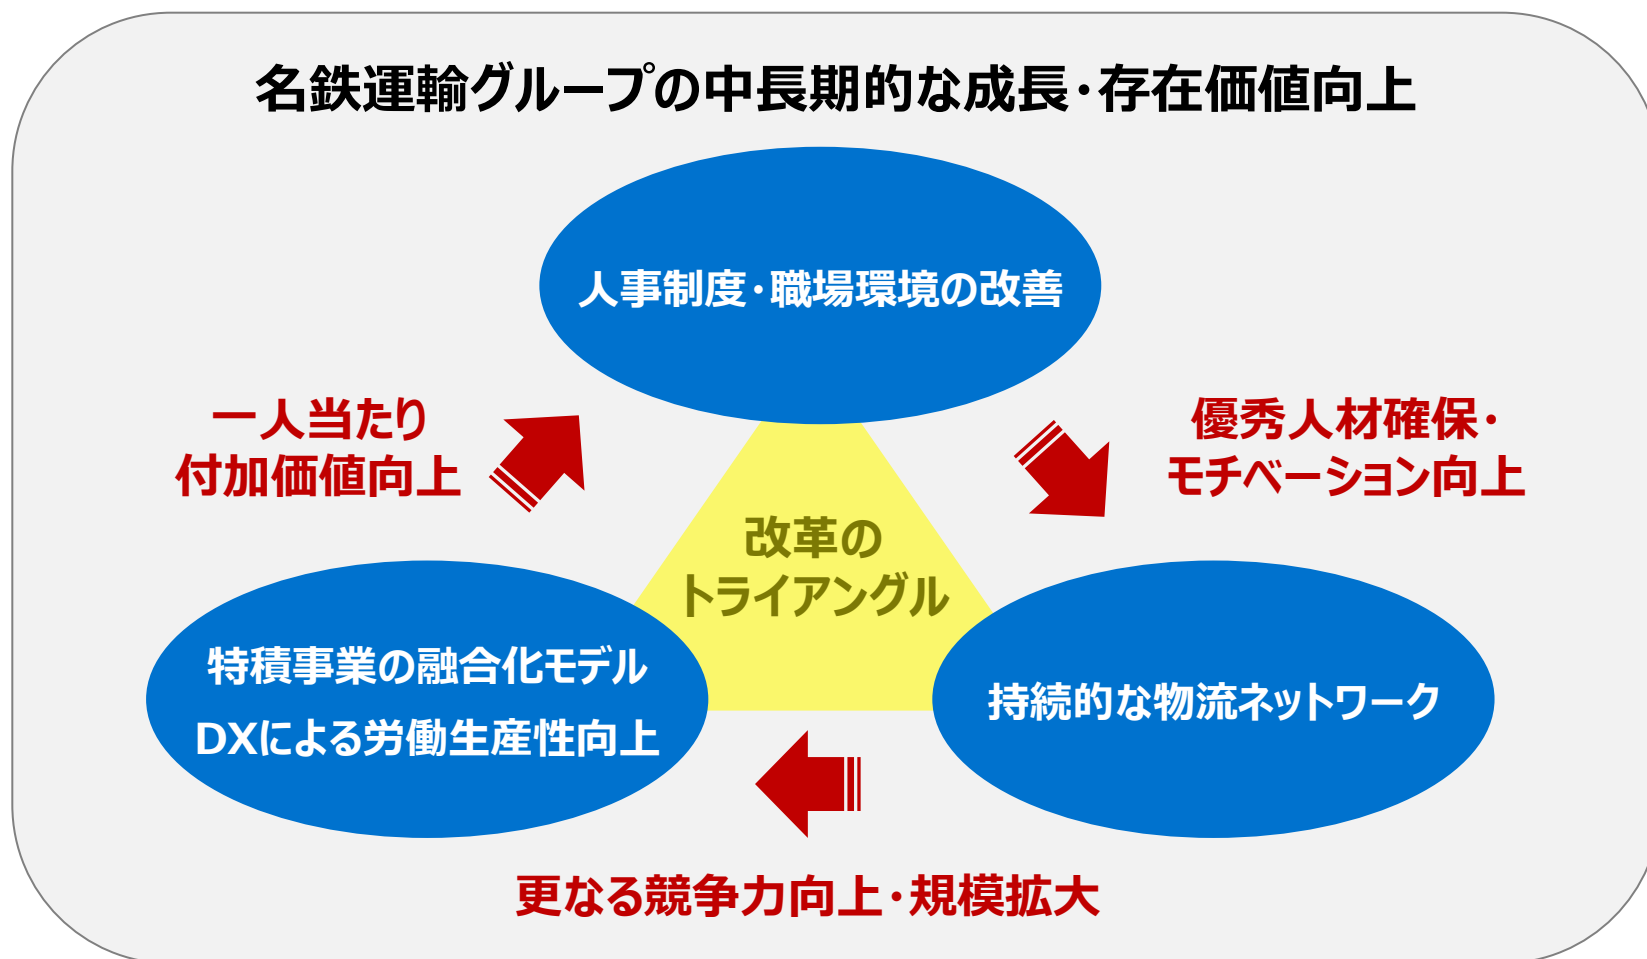 名鉄運輸グループの中長期的な成長・存在価値向上
人事制度・職場環境の改善
一人当たり
付加価値向上
優秀人材確保・
モチベーション向上
改革の
トライアングル
特積事業の融合化モデル
DXによる労働生産性向上
持続的な物流ネットワーク
更なる競争力向上・規模拡大